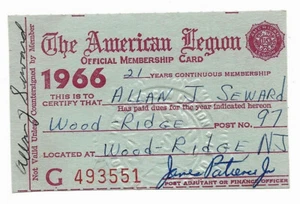 The American Legion
OFFICIAL MEMBERSHIP CARD
1966 21 YEARS CONTINUOUS MEMBERSHIP
THIS IS TO CERTIFY THAT ALLAN J SEWARD
Has paid dues for the year indicated hereon
WOOD-RIDGE POST NO. 97
LOCATED AT WOOD-RIDGE NJ
G 493551
POST ADJUTANT OR FINANCE OFFICER
Not Valid Unless Countersigned by Member
Allan J Seward